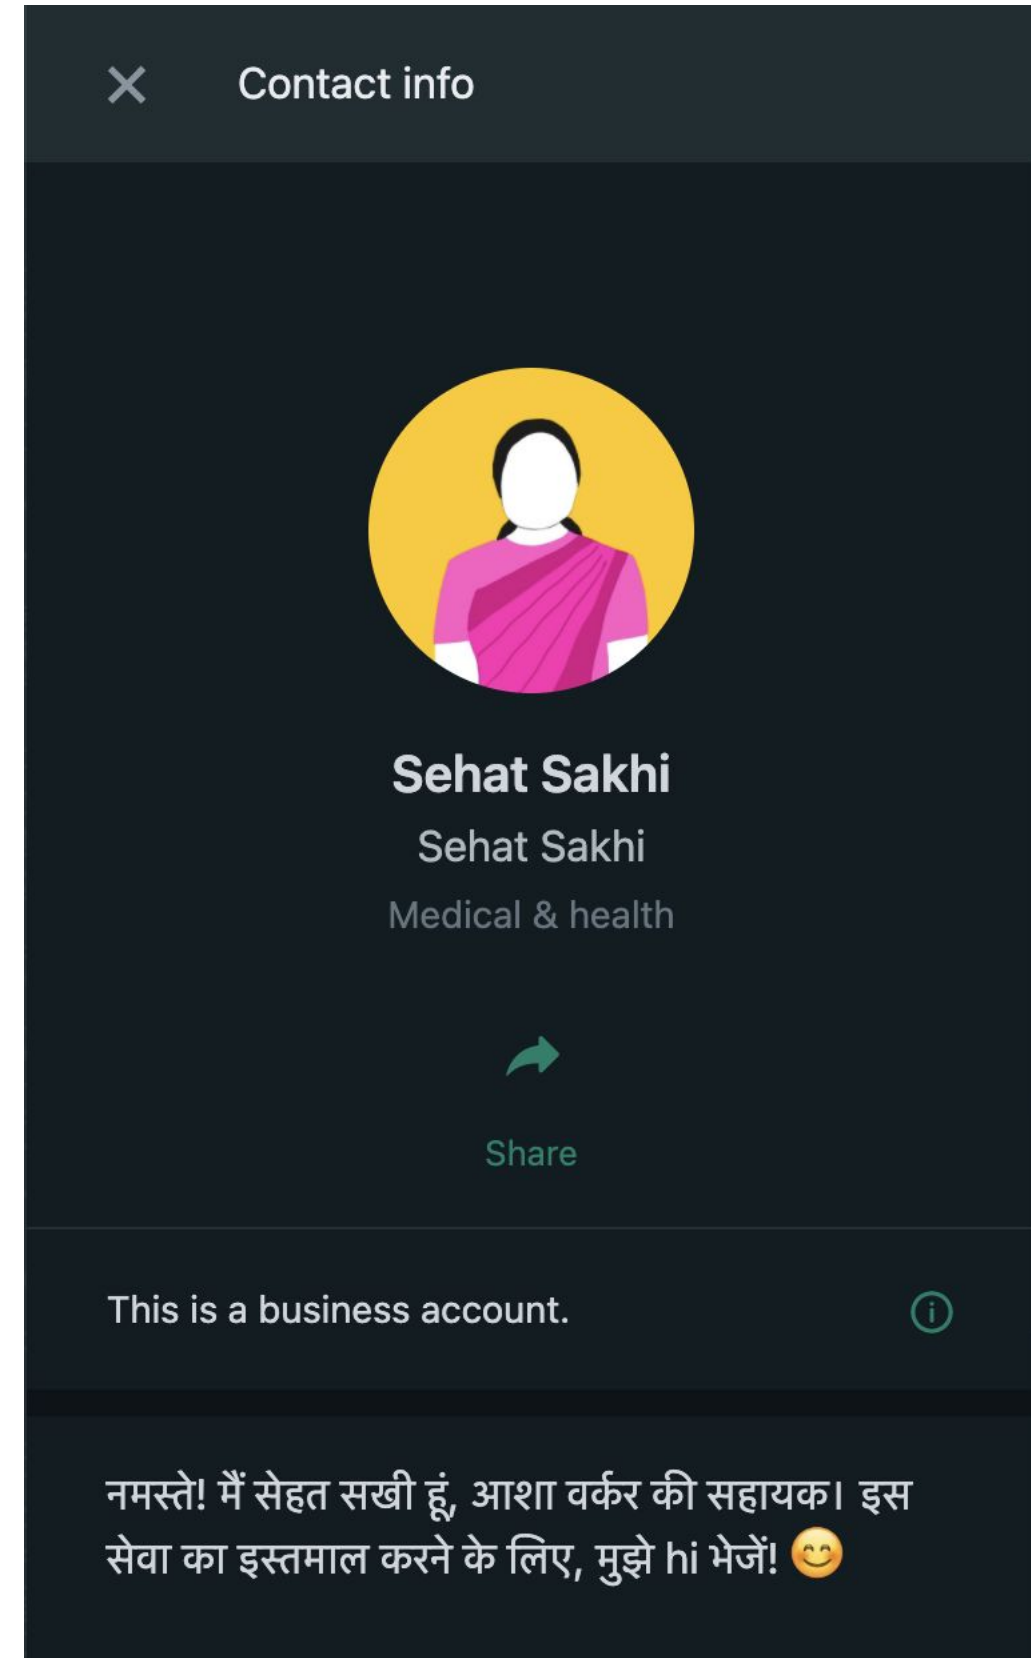 Contact info
Sehat Sakhi
Sehat Sakhi
Medical & health
Share
This is a business account.
नमस्ते! मैं सेहत सखी हूं, आशा वर्कर की सहायक। इस
सेवा का इस्तमाल करने के लिए, मुझे hi भेजें! 😊